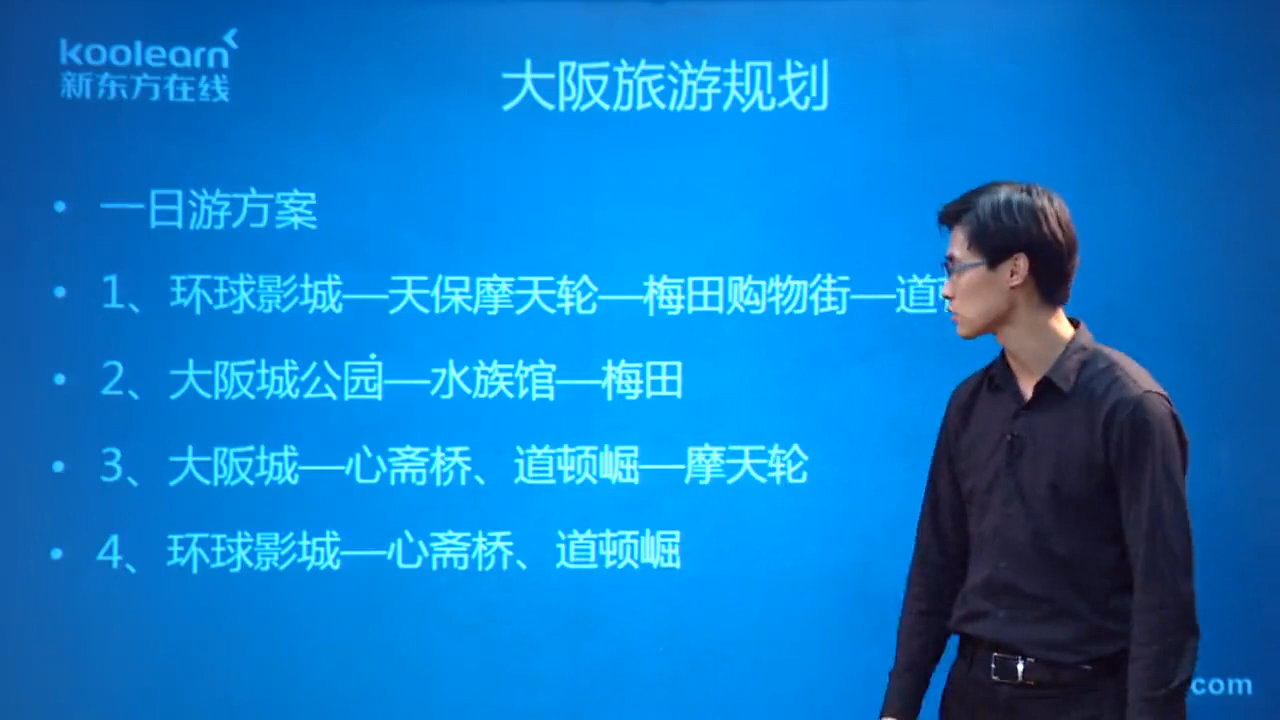 koolearn
新东方在线
大阪旅游规划
• 一日游方案
• 1、环球影城—天保摩天轮—梅田购物街—道
• 2、大阪城公园—水族馆—梅田
• 3、大阪城—心斋桥、道顿崛—摩天轮
• 4、环球影城—心斋桥、道顿崛
.com